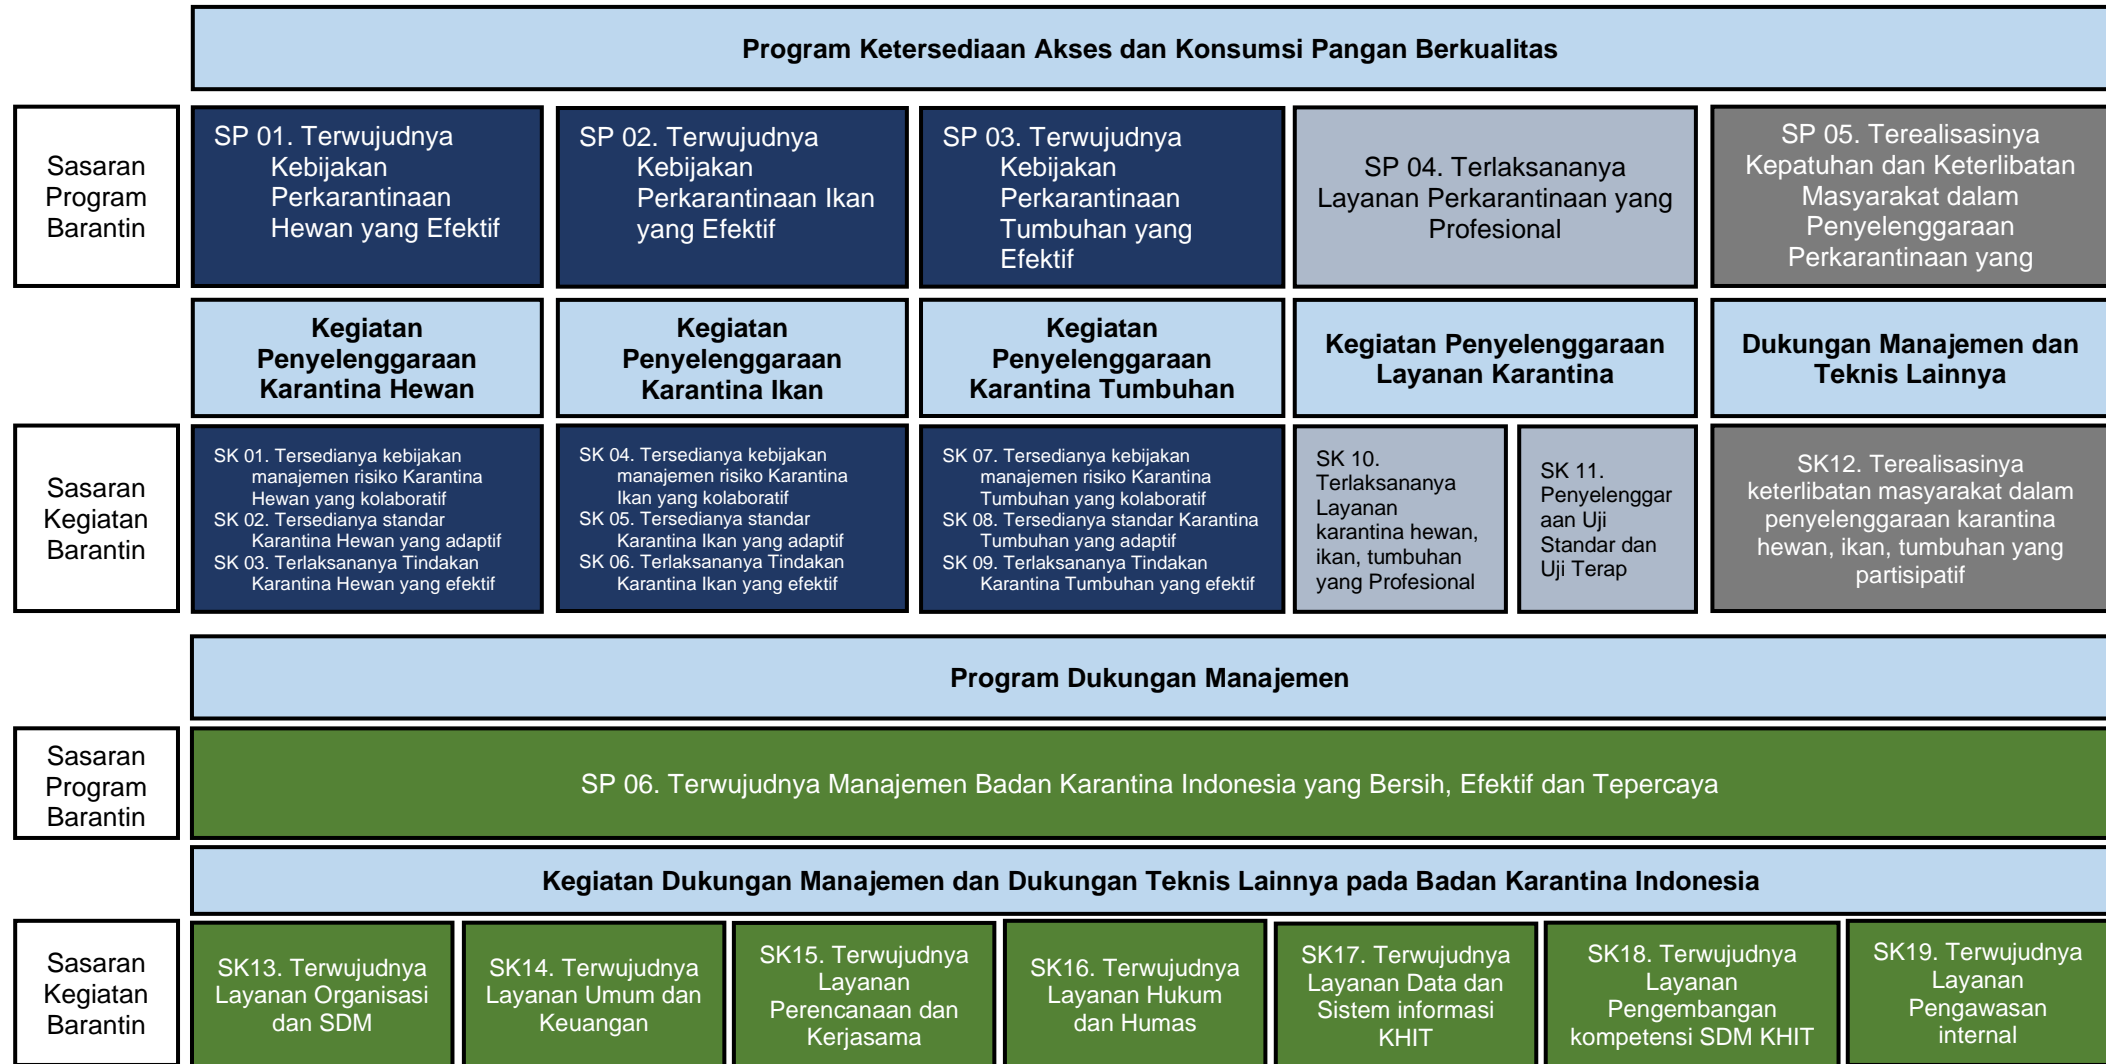 Program Ketersediaan Akses dan Konsumsi Pangan Berkualitas
Sasaran
Program
Barantin
SP 01. Terwujudnya
Kebijakan
Perkarantinaan
Hewan yang Efektif
SP 02. Terwujudnya
Kebijakan
Perkarantinaan Ikan
yang Efektif
SP 03. Terwujudnya
Kebijakan
Perkarantinaan
Tumbuhan yang
Efektif
SP 04. Terlaksananya
Layanan Perkarantinaan yang
Profesional
SP 05. Terealisasinya
Kepatuhan dan Keterlibatan
Masyarakat dalam
Penyelenggaraan
Perkarantinaan yang
Kegiatan
Penyelenggaraan
Karantina Hewan
Kegiatan
Penyelenggaraan
Karantina Ikan
Kegiatan
Penyelenggaraan
Karantina Tumbuhan
Kegiatan Penyelenggaraan
Layanan Karantina
Dukungan Manajemen dan
Teknis Lainnya
Sasaran
Kegiatan
Barantin
SK 01. Tersedianya kebijakan
manajemen risiko Karantina
Hewan yang kolaboratif
SK 02. Tersedianya standar
Karantina Hewan yang adaptif
SK 03. Terlaksananya Tindakan
Karantina Hewan yang efektif
SK 04. Tersedianya kebijakan
manajemen risiko Karantina
Ikan yang kolaboratif
SK 05. Tersedianya standar
Karantina Ikan yang adaptif
SK 06. Terlaksananya Tindakan
Karantina Ikan yang efektif
SK 07. Tersedianya kebijakan
manajemen risiko Karantina
Tumbuhan yang kolaboratif
SK 08. Tersedianya standar Karantina
Tumbuhan yang adaptif
SK 09. Terlaksananya Tindakan
Karantina Tumbuhan yang efektif
SK 10.
Terlaksananya
Layanan
karantina hewan,
ikan, tumbuhan
yang Profesional
SK 11.
Penyelenggar
aan Uji
Standar dan
Uji Terap
SK12. Terealisasinya
keterlibatan masyarakat dalam
penyelenggaraan karantina
hewan, ikan, tumbuhan yang
partisipatif
Program Dukungan Manajemen
Sasaran
Program
Barantin
SP 06. Terwujudnya Manajemen Badan Karantina Indonesia yang Bersih, Efektif dan Tepercaya
Kegiatan Dukungan Manajemen dan Dukungan Teknis Lainnya pada Badan Karantina Indonesia
Sasaran
Kegiatan
Barantin
SK13. Terwujudnya
Layanan Organisasi
dan SDM
SK14. Terwujudnya
Layanan Umum dan
Keuangan
SK15. Terwujudnya
Layanan
Perencanaan dan
Kerjasama
SK16. Terwujudnya
Layanan Hukum
dan Humas
SK17. Terwujudnya
Layanan Data dan
Sistem informasi
KHIT
SK18. Terwujudnya
Layanan
Pengembangan
kompetensi SDM KHIT
SK19. Terwujudnya
Layanan
Pengawasan
internal